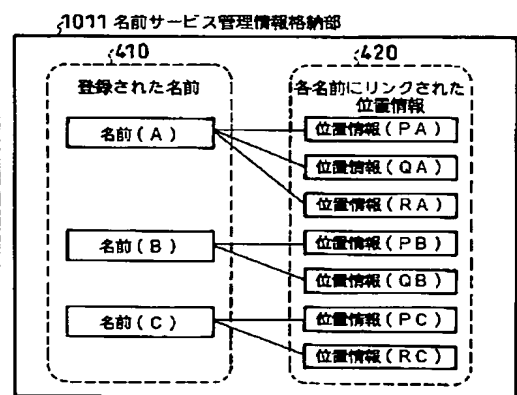 1011 名前サービス管理情報格納部
410
420
登録された名前
各名前にリンクされた
位置情報
名前(A)
位置情報(PA)
位置情報(QA)
位置情報(RA)
名前(B)
位置情報(PB)
位置情報(QB)
名前(C)
位置情報(PC)
位置情報(RC)